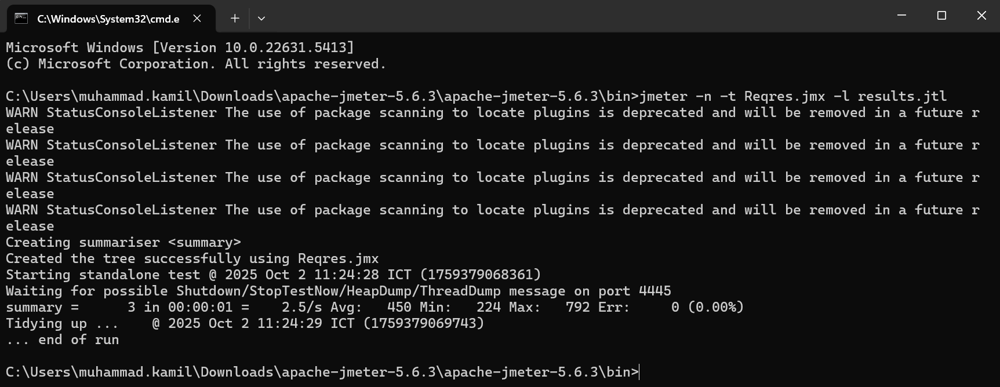 C:\Windows\System32\cmd.e
Microsoft Windows [Version 10.0.22631.5413]
(c) Microsoft Corporation. All rights reserved.
C:\Users\muhammad.kamil\Downloads\apache-jmeter-5.6.3\apache-jmeter-5.6.3\bin>jmeter -n -t Reqres.jmx -l results.jtl
WARN StatusConsoleListener The use of package scanning to locate plugins is deprecated and will be removed in a future r
elease
WARN StatusConsoleListener The use of package scanning to locate plugins is deprecated and will be removed in a future r
elease
WARN StatusConsoleListener The use of package scanning to locate plugins is deprecated and will be removed in a future r
elease
WARN StatusConsoleListener The use of package scanning to locate plugins is deprecated and will be removed in a future r
elease
Creating summariser <summary>
Created the tree successfully using Reqres.jmx
Starting standalone test @ 2025 Oct 2 11:24:28 ICT (1759379068361)
Waiting for possible Shutdown/StopTestNow/HeapDump/ThreadDump message on port 4445
summary =      3 in 00:00:01 =    2.5/s Avg:   450 Min:   224 Max:   792 Err:     0 (0.00%)
Tidying up ...    @ 2025 Oct 2 11:24:29 ICT (1759379069743)
... end of run
C:\Users\muhammad.kamil\Downloads\apache-jmeter-5.6.3\apache-jmeter-5.6.3\bin>